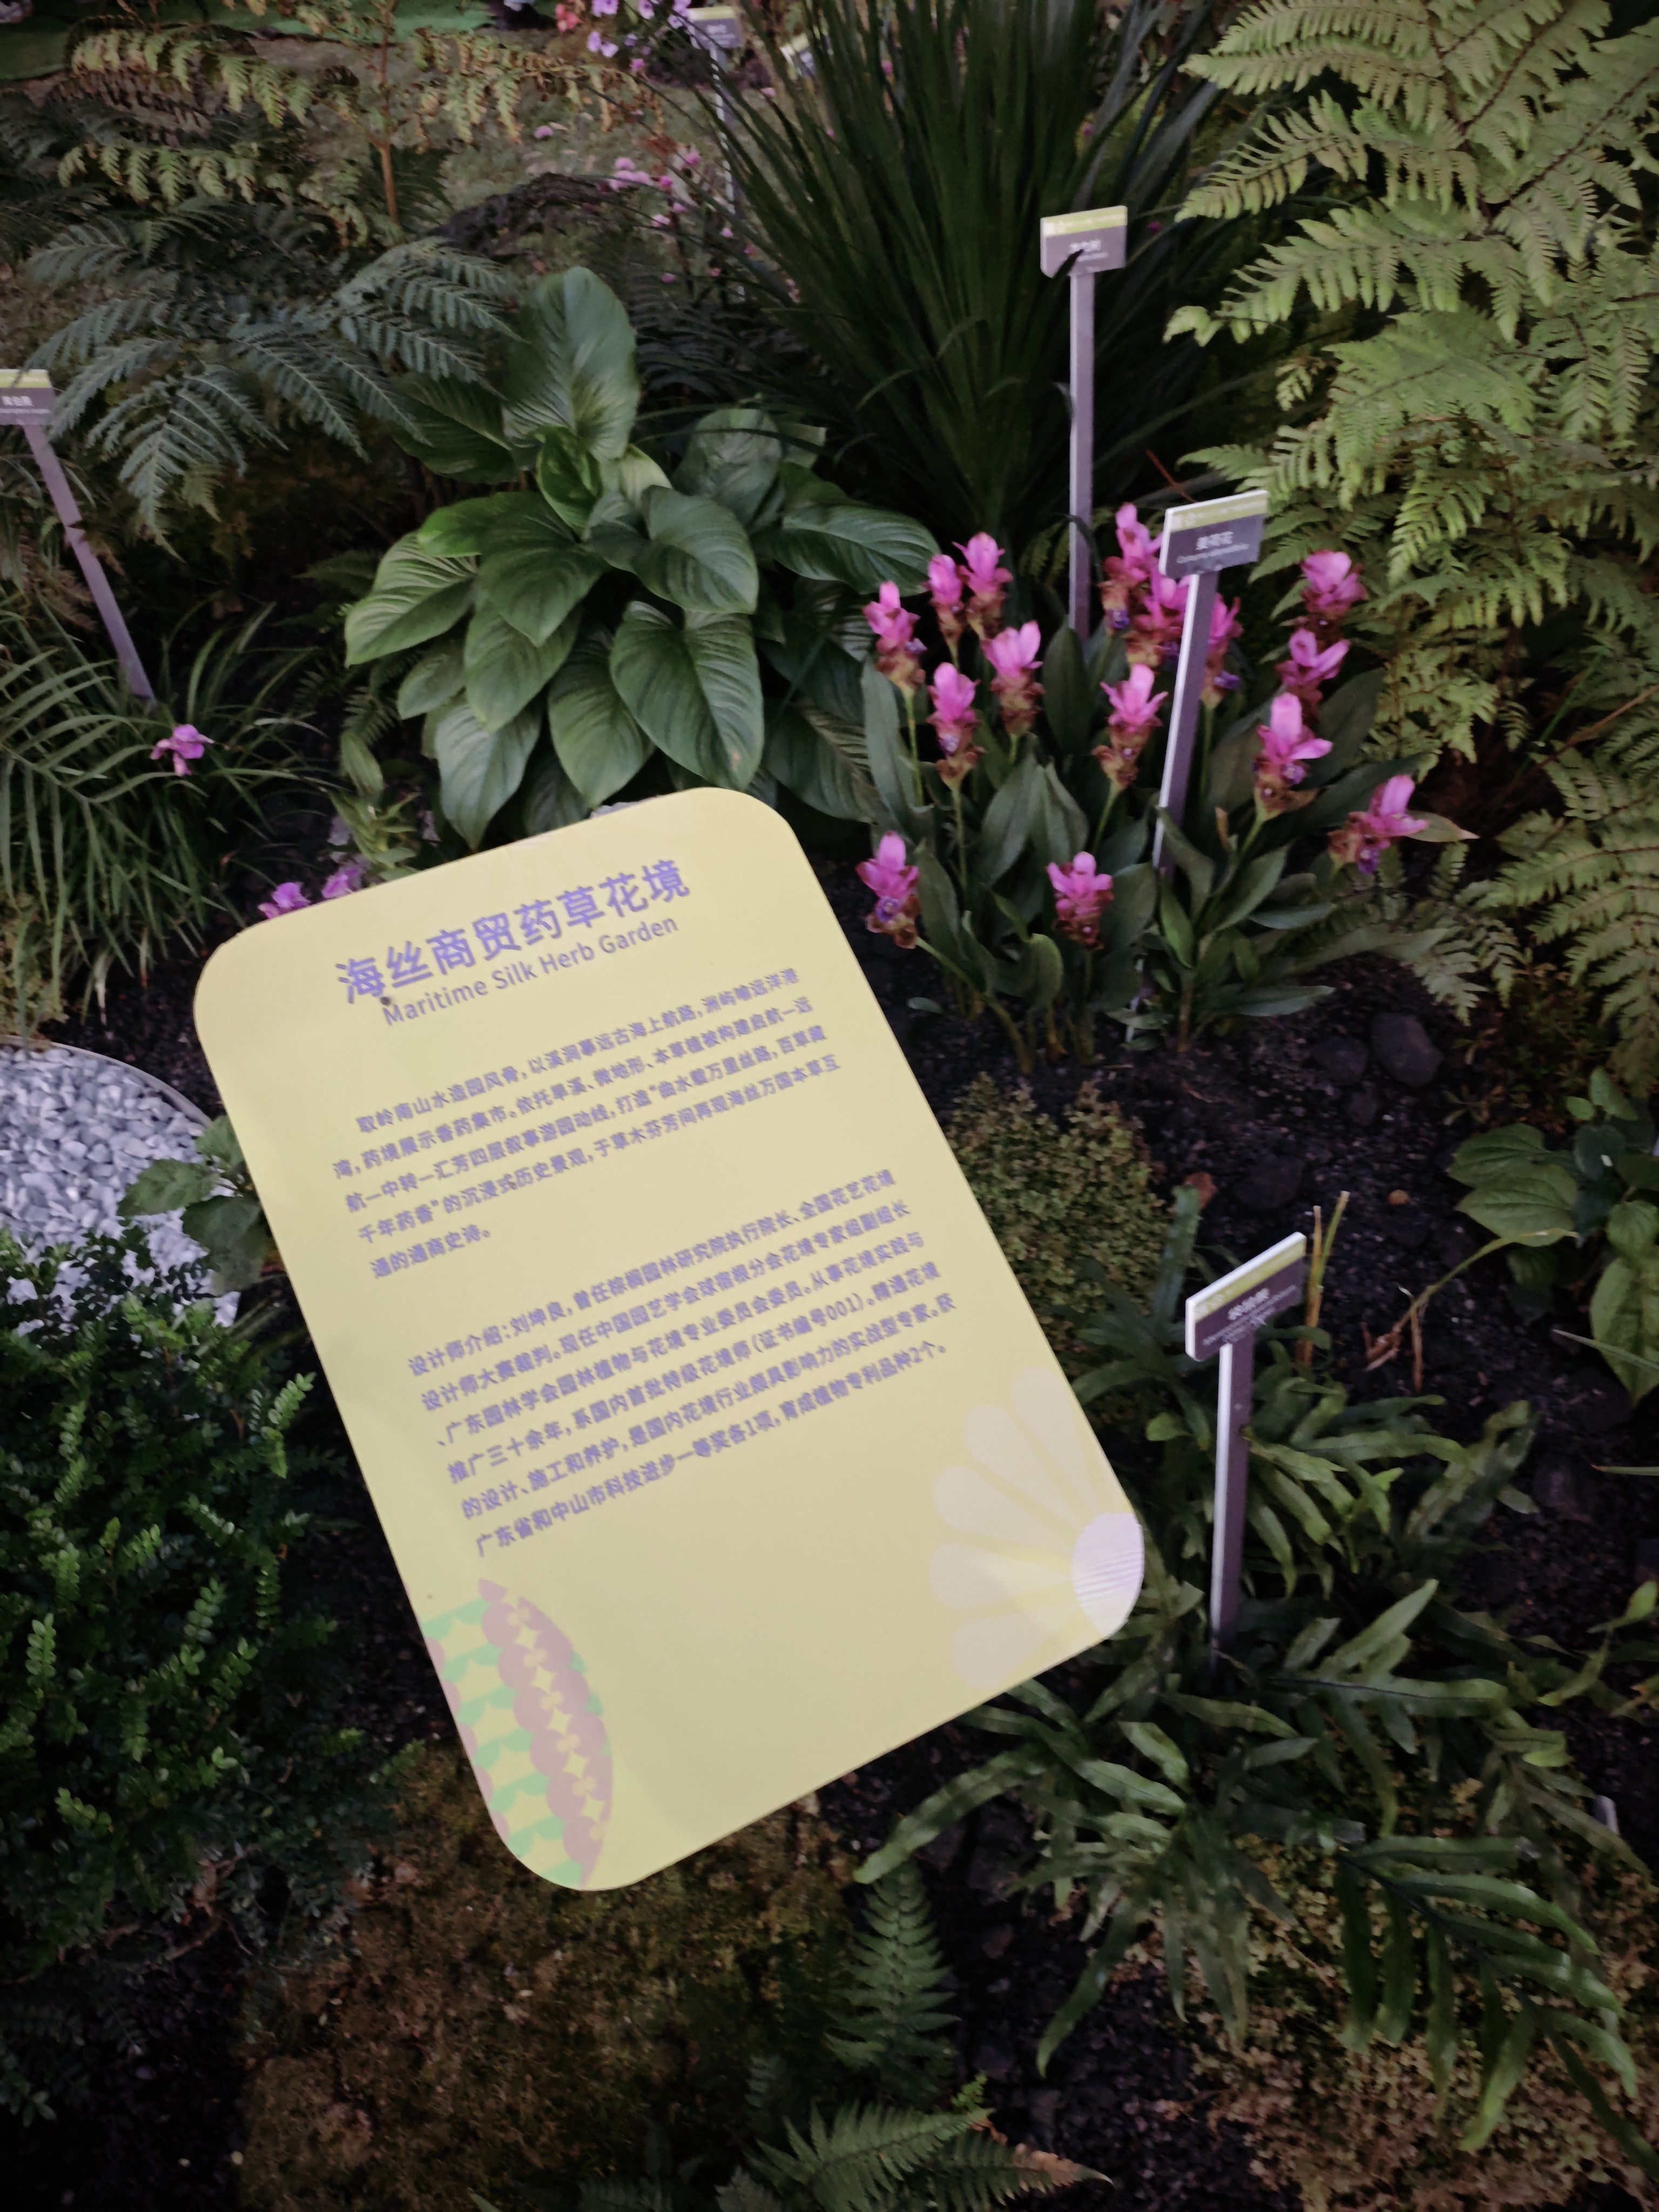 姜荷花
海丝商贸药草花境
Maritime Silk Herb Garden
取岭南山水造园风骨，以溪涧摹远古海上航路，洲屿喻远洋港
湾，药境展示香药集市。依托旱溪、微地形、本草植被构建启航—远
航—中转—汇芳四层叙事游园动线，打造“曲水载万里丝路，百草藏
千年药香”的沉浸式历史景观，于草木芬芳间再现海丝万国本草互
通的通商史诗。
设计师介绍：刘坤良，曾任棕榈园林研究院执行院长、全国花艺花境
设计师大赛裁判。现任中国园艺学会球宿根分会花境专家组副组长
、广东园林学会园林植物与花境专业委员会委员。从事花境实践与
推广三十余年，系国内首批特级花境师（证书编号001）。精通花境
的设计、施工和养护，是国内花境行业颇具影响力的实战型专家。获
广东省和中山市科技进步一等奖各1项，育成植物专利品种2个。